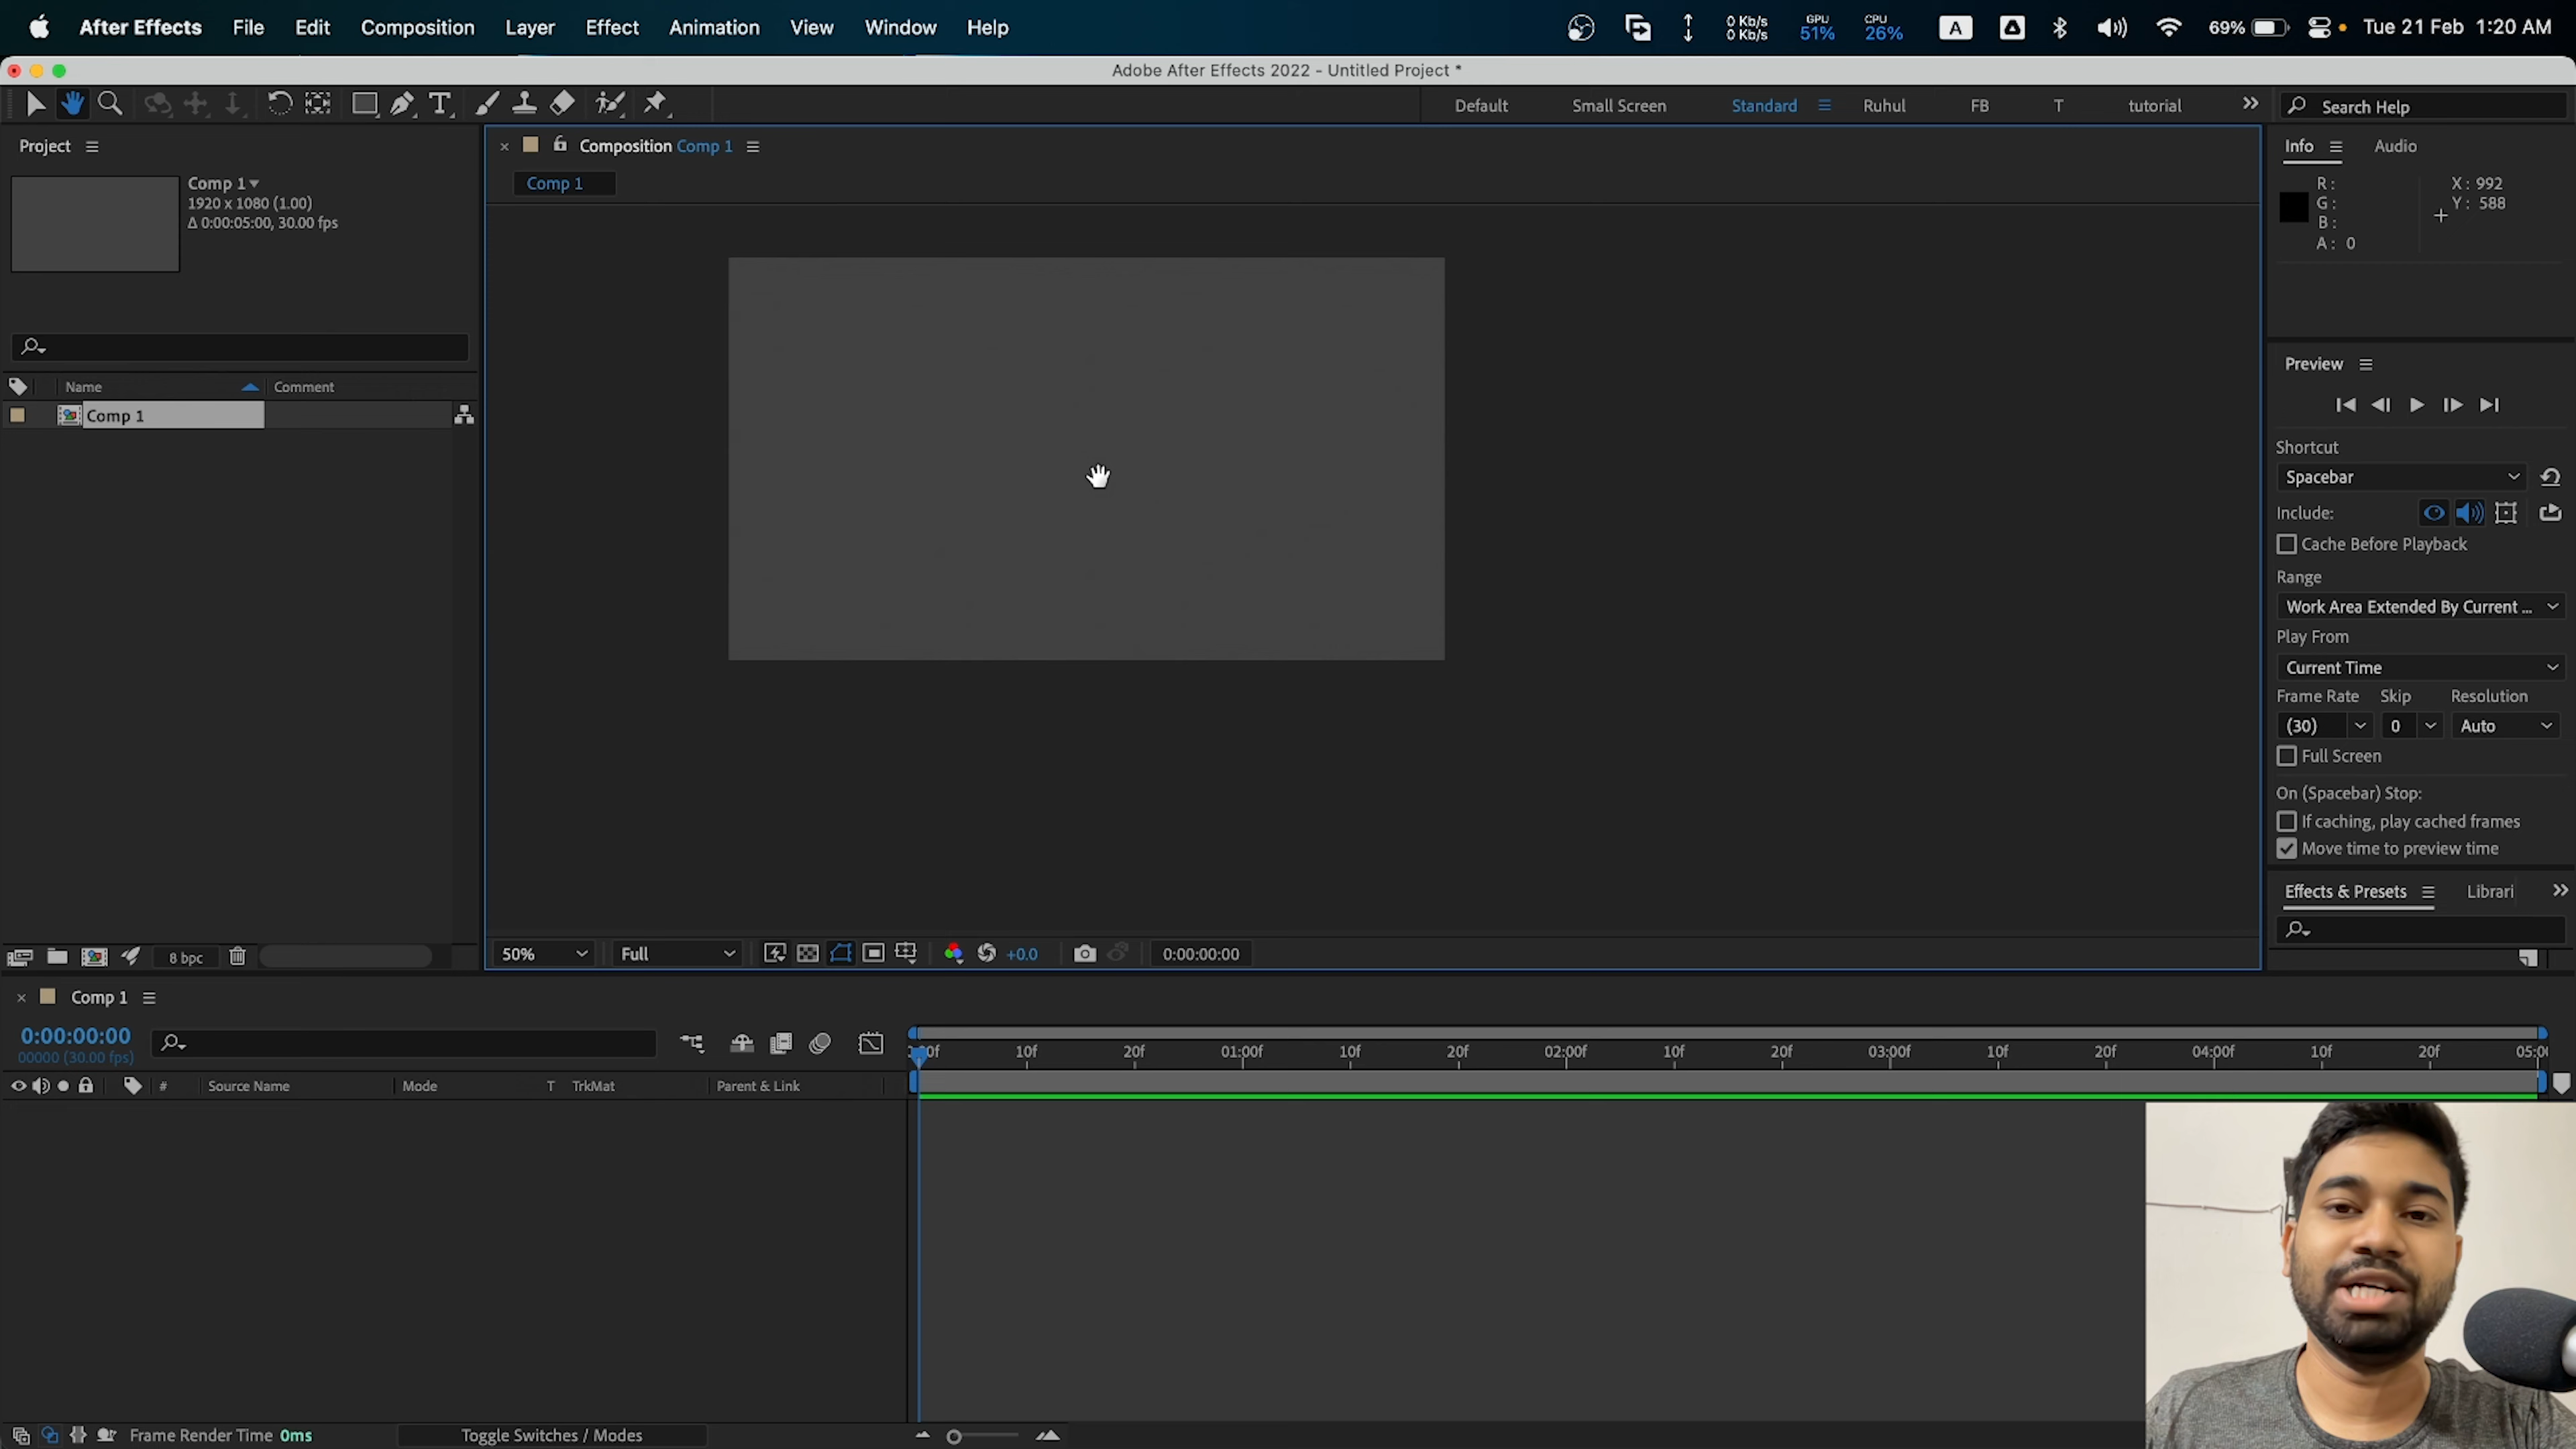 After Effects File Edit Composition Layer Effect Animation View Window Help
0 Kb/s
0 Kb/s
GPU
51%
CPU
26%
A
69%
Tue 21 Feb 1:20 AM
Adobe After Effects 2022 - Untitled Project *
Default Small Screen Standard Ruhul FB T tutorial
Search Help
Project
Comp 1
1920 x 1080 (1.00)
Δ 0:00:05:00, 30.00 fps
Name Comment
Comp 1
8 bpc
Composition Comp 1
Comp 1
50% Full +0.0 0:00:00:00
Info Audio
R :
G :
B :
A : 0
X : 992
Y : 588
Preview
Shortcut
Spacebar
Include:
Cache Before Playback
Range
Work Area Extended By Current ...
Play From
Current Time
Frame Rate Skip Resolution
(30) 0 Auto
Full Screen
On (Spacebar) Stop:
If caching, play cached frames
Move time to preview time
Effects & Presets Librari
Comp 1
0:00:00:00
00000 (30.00 fps)
# Source Name Mode T TrkMat Parent & Link
10f 20f 01:00f 10f 20f 02:00f 10f 20f 03:00f 10f 20f 04:00f 10f 20f
Frame Render Time 0ms Toggle Switches / Modes